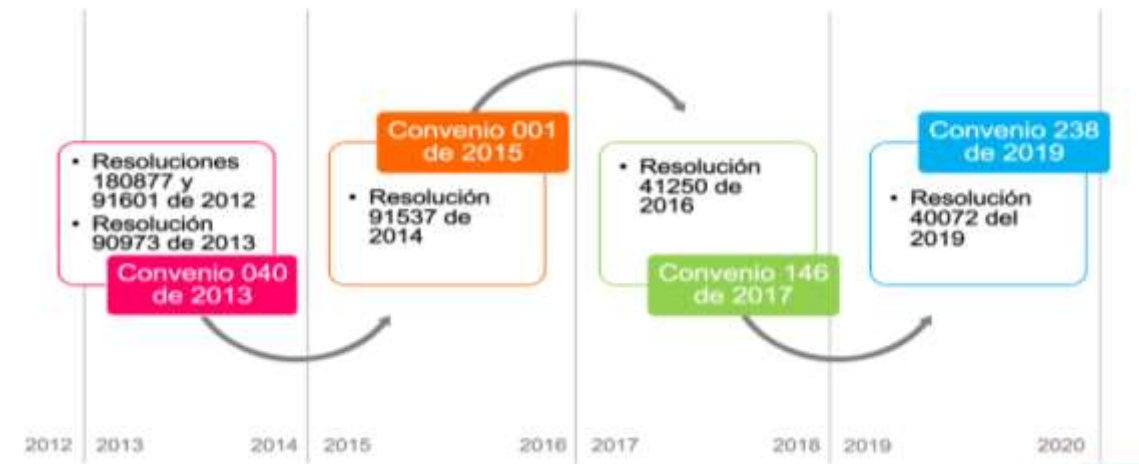 • Resoluciones
180877 y
91601 de 2012
• Resolución
90973 de 2013
Convenio 040
de 2013
Convenio 001
de 2015
• Resolución
91537 de
2014
• Resolución
41250 de
2016
Convenio 146
de 2017
Convenio 238
de 2019
• Resolución
40072 del
2019
2012 2013 2014 2015 2016 2017 2018 2019 2020